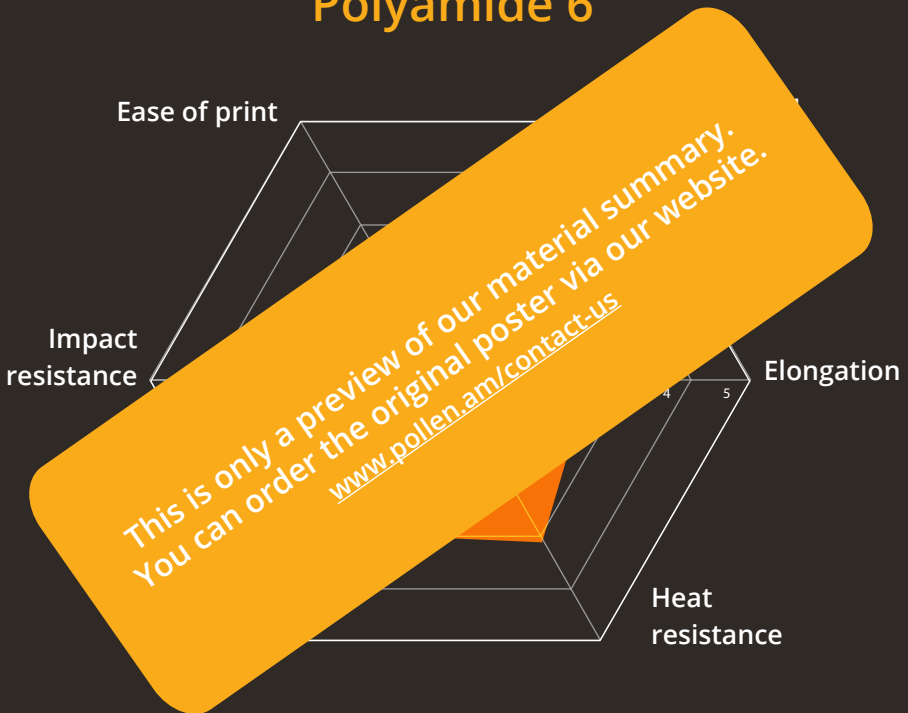 Polyamide 6
Ease of print
Impact
resistance
Elongation
4
5
Heat
resistance
This is only a preview of our material summary.
You can order the original poster via our website.
www.pollen.am/contact-us